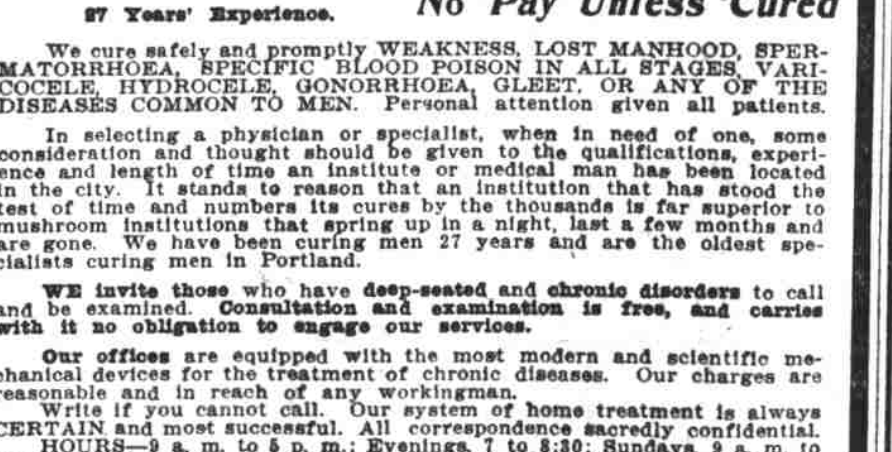 27 Years' Experience. No Pay Unless Cured
We cure safely and promptly WEAKNESS, LOST MANHOOD, SPER-
MATORRHOEA, SPECIFIC BLOOD POISON IN ALL STAGES, VARI-
COCELE, HYDROCELE, GONORRHOEA, GLEET, OR ANY OF THE
DISEASES COMMON TO MEN. Personal attention given all patients.
In selecting a physician or specialist, when in need of one, some
consideration and thought should be given to the qualifications, experi-
ence and length of time an institute or medical man has been located
in the city. It stands to reason that an institution that has stood the
test of time and numbers its cures by the thousands is far superior to
mushroom institutions that spring up in a night, last a few months and
are gone. We have been curing men 27 years and are the oldest spe-
cialists curing men in Portland.
WE invite those who have deep-seated and chronic disorders to call
and be examined. Consultation and examination is free, and carries
with it no obligation to engage our services.
Our offices are equipped with the most modern and scientific me-
chanical devices for the treatment of chronic diseases. Our charges are
reasonable and in reach of any workingman.
Write if you cannot call. Our system of home treatment is always
CERTAIN and most successful. All correspondence sacredly confidential.
HOURS—9 a. m. to 5 p. m.; Evenings, 7 to 8:30; Sundays, 9 a. m. to